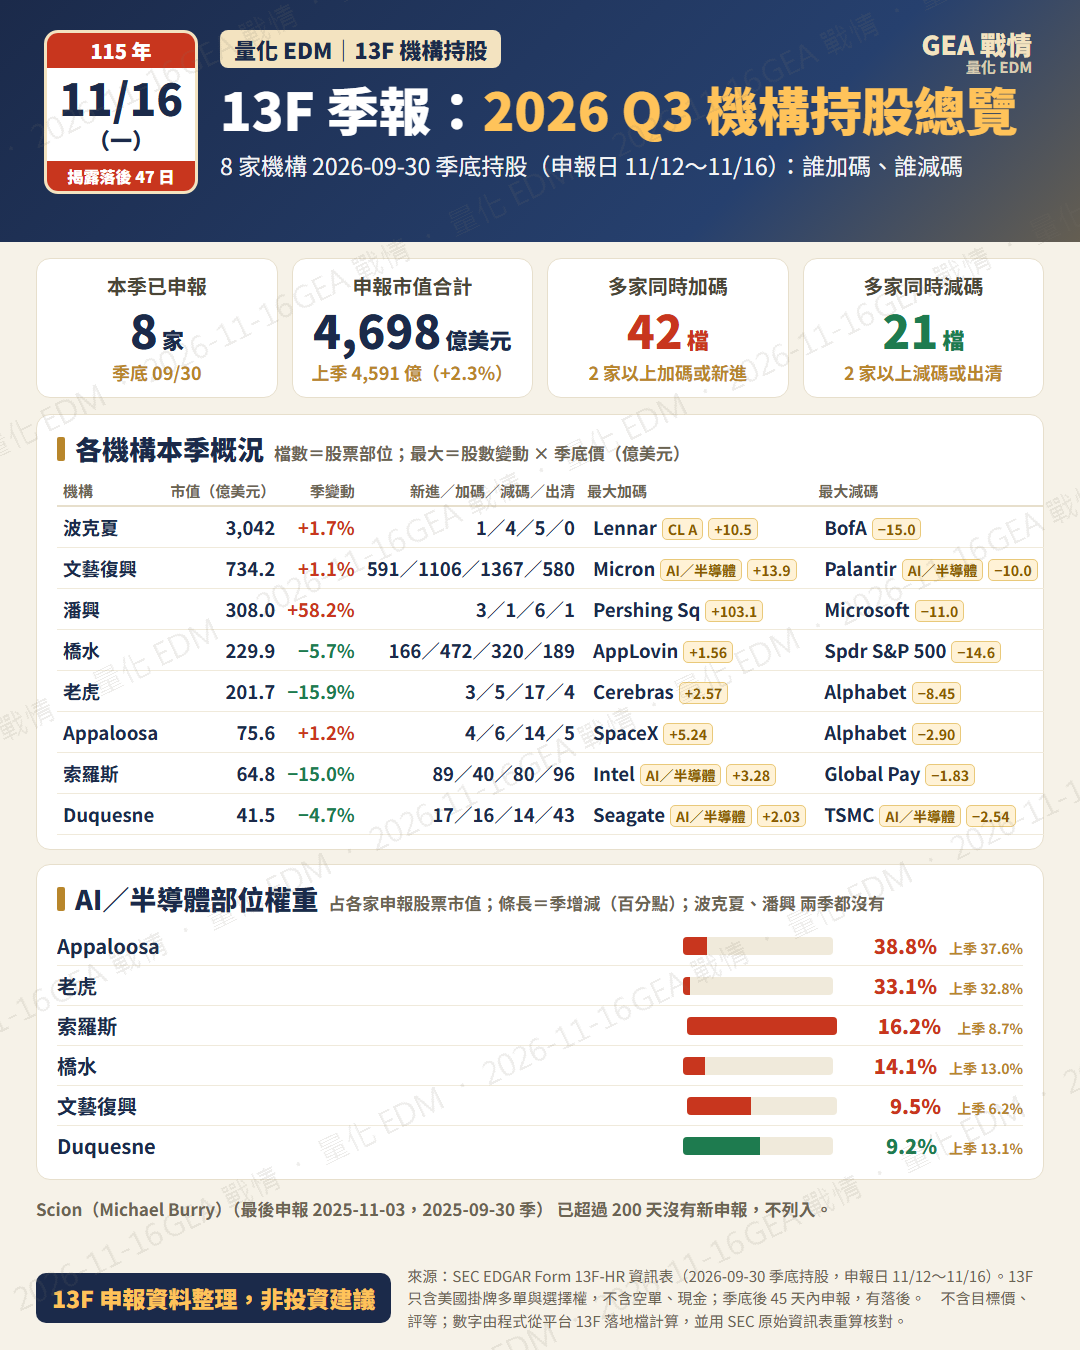 115 年
11/16
（一）
揭露落後 47 日
量化 EDM｜13F 機構持股
13F 季報：2026 Q3 機構持股總覽
8 家機構 2026-09-30 季底持股（申報日 11/12～11/16）：誰加碼、誰減碼
GEA 戰情
量化 EDM
本季已申報
8 家
季底 09/30
申報市值合計
4,698 億美元
上季 4,591 億（+2.3%）
多家同時加碼
42 檔
2 家以上加碼或新進
多家同時減碼
21 檔
2 家以上減碼或出清
各機構本季概況 檔數＝股票部位；最大＝股數變動 × 季底價（億美元）
機構 市值（億美元） 季變動 新進／加碼／減碼／出清 最大加碼 最大減碼
波克夏 3,042 +1.7% 1／4／5／0 Lennar CL A +10.5 BofA −15.0
文藝復興 734.2 +1.1% 591／1106／1367／580 Micron AI／半導體 +13.9 Palantir AI／半導體 −10.0
潘興 308.0 +58.2% 3／1／6／1 Pershing Sq +103.1 Microsoft −11.0
橋水 229.9 −5.7% 166／472／320／189 AppLovin +1.56 Spdr S&P 500 −14.6
老虎 201.7 −15.9% 3／5／17／4 Cerebras +2.57 Alphabet −8.45
Appaloosa 75.6 +1.2% 4／6／14／5 SpaceX +5.24 Alphabet −2.90
索羅斯 64.8 −15.0% 89／40／80／96 Intel AI／半導體 +3.28 Global Pay −1.83
Duquesne 41.5 −4.7% 17／16／14／43 Seagate AI／半導體 +2.03 TSMC AI／半導體 −2.54
AI／半導體部位權重 占各家申報股票市值；條長＝季增減（百分點）；波克夏、潘興 兩季都沒有
Appaloosa 38.8% 上季 37.6%
老虎 33.1% 上季 32.8%
索羅斯 16.2% 上季 8.7%
橋水 14.1% 上季 13.0%
文藝復興 9.5% 上季 6.2%
Duquesne 9.2% 上季 13.1%
Scion（Michael Burry）（最後申報 2025-11-03，2025-09-30 季） 已超過 200 天沒有新申報，不列入。
13F 申報資料整理，非投資建議
來源：SEC EDGAR Form 13F-HR 資訊表（2026-09-30 季底持股，申報日 11/12～11/16）。13F
只含美國掛牌多單與選擇權，不含空單、現金；季底後 45 天內申報，有落後。 不含目標價、
評等；數字由程式從平台 13F 落地檔計算，並用 SEC 原始資訊表重算核對。